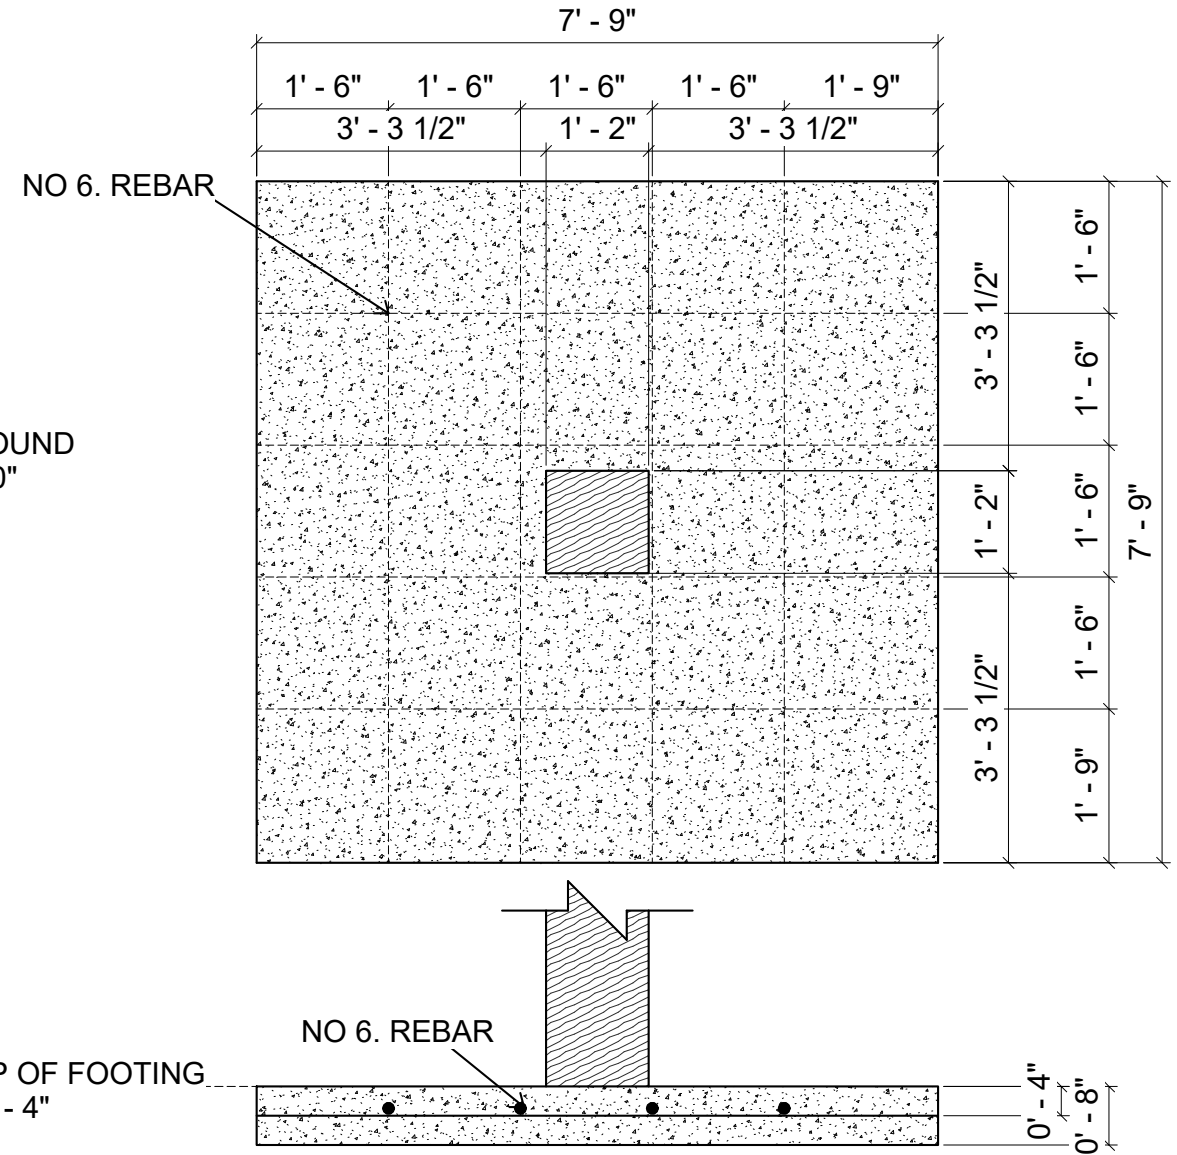 7' - 9"
1' - 6" 1' - 6" 1' - 6" 1' - 6" 1' - 9"
3' - 3 1/2" 1' - 2" 3' - 3 1/2"
NO 6. REBAR
OUND
0"
3' - 3 1/2"
1' - 2"
3' - 3 1/2"
1' - 6"
1' - 6"
1' - 6"
1' - 6"
1' - 9"
7' - 9"
NO 6. REBAR
P OF FOOTING
- 4"
0' - 4"
0' - 8"